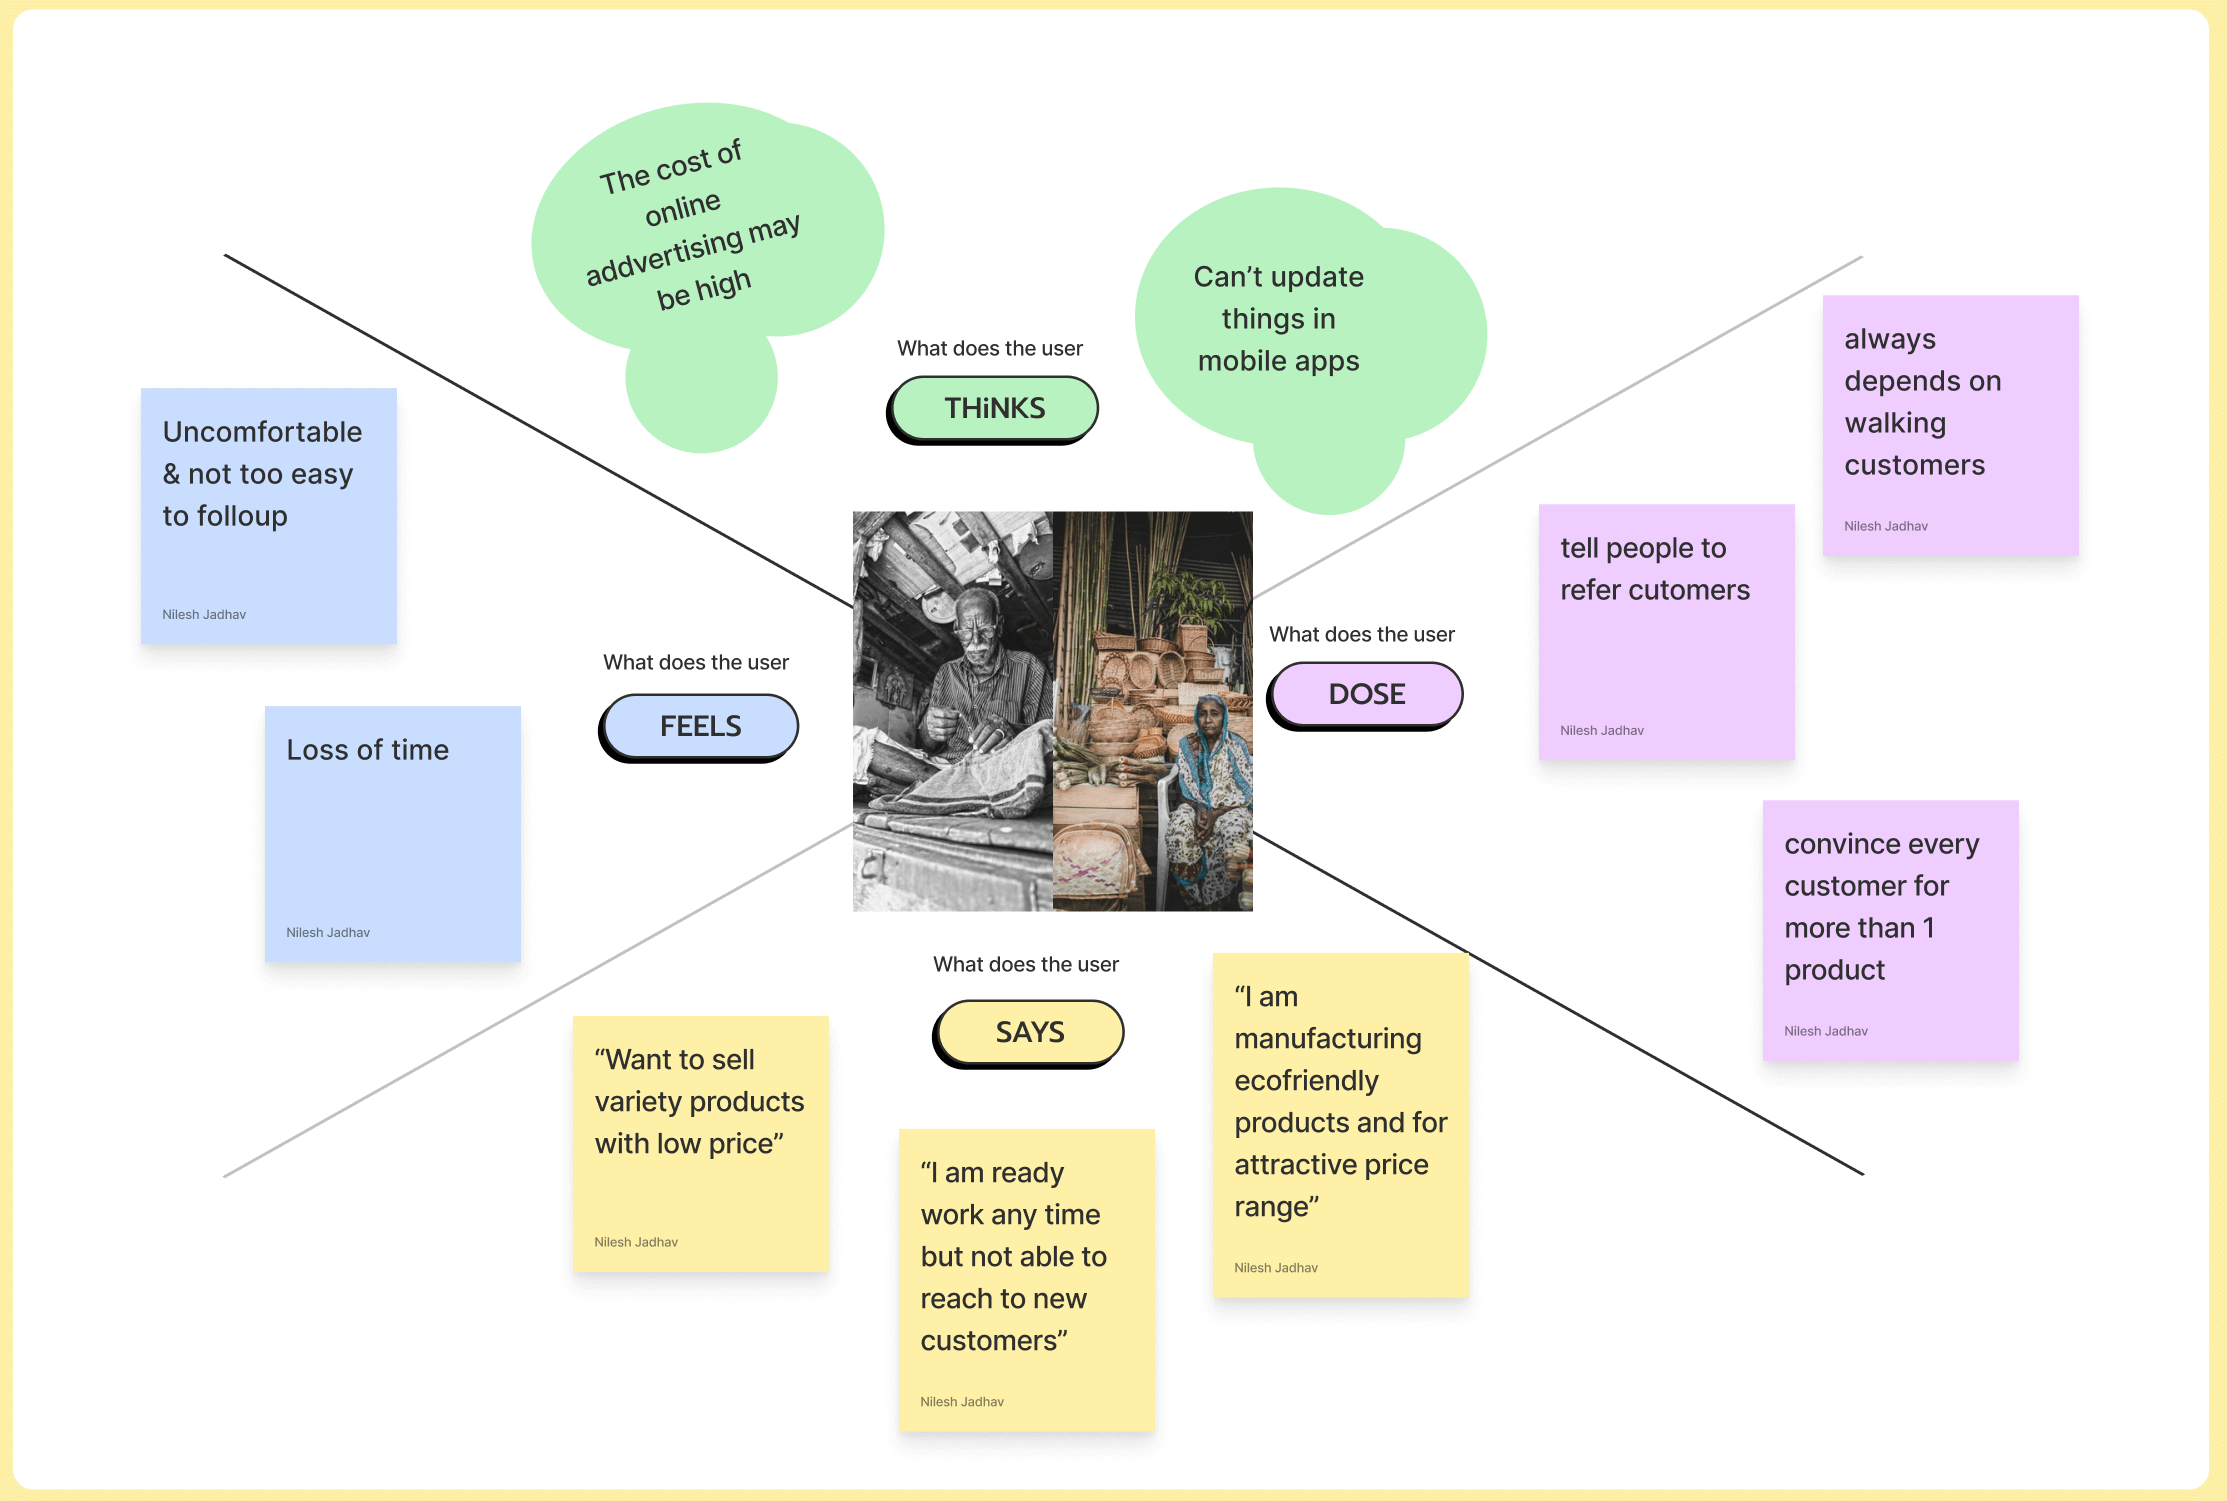 The cost of
online
addvertising may
be high
Can’t update
things in
mobile apps
What does the user
THiNKS
always
depends on
walking
customers
Nilesh Jadhav
Uncomfortable
& not too easy
to folloup
Nilesh Jadhav
tell people to
refer cutomers
Nilesh Jadhav
What does the user
FEELS
What does the user
DOSE
Loss of time
Nilesh Jadhav
convince every
customer for
more than 1
product
Nilesh Jadhav
What does the user
SAYS
“Want to sell
variety products
with low price”
Nilesh Jadhav
“I am ready
work any time
but not able to
reach to new
customers”
Nilesh Jadhav
“I am
manufacturing
ecofriendly
products and for
attractive price
range”
Nilesh Jadhav